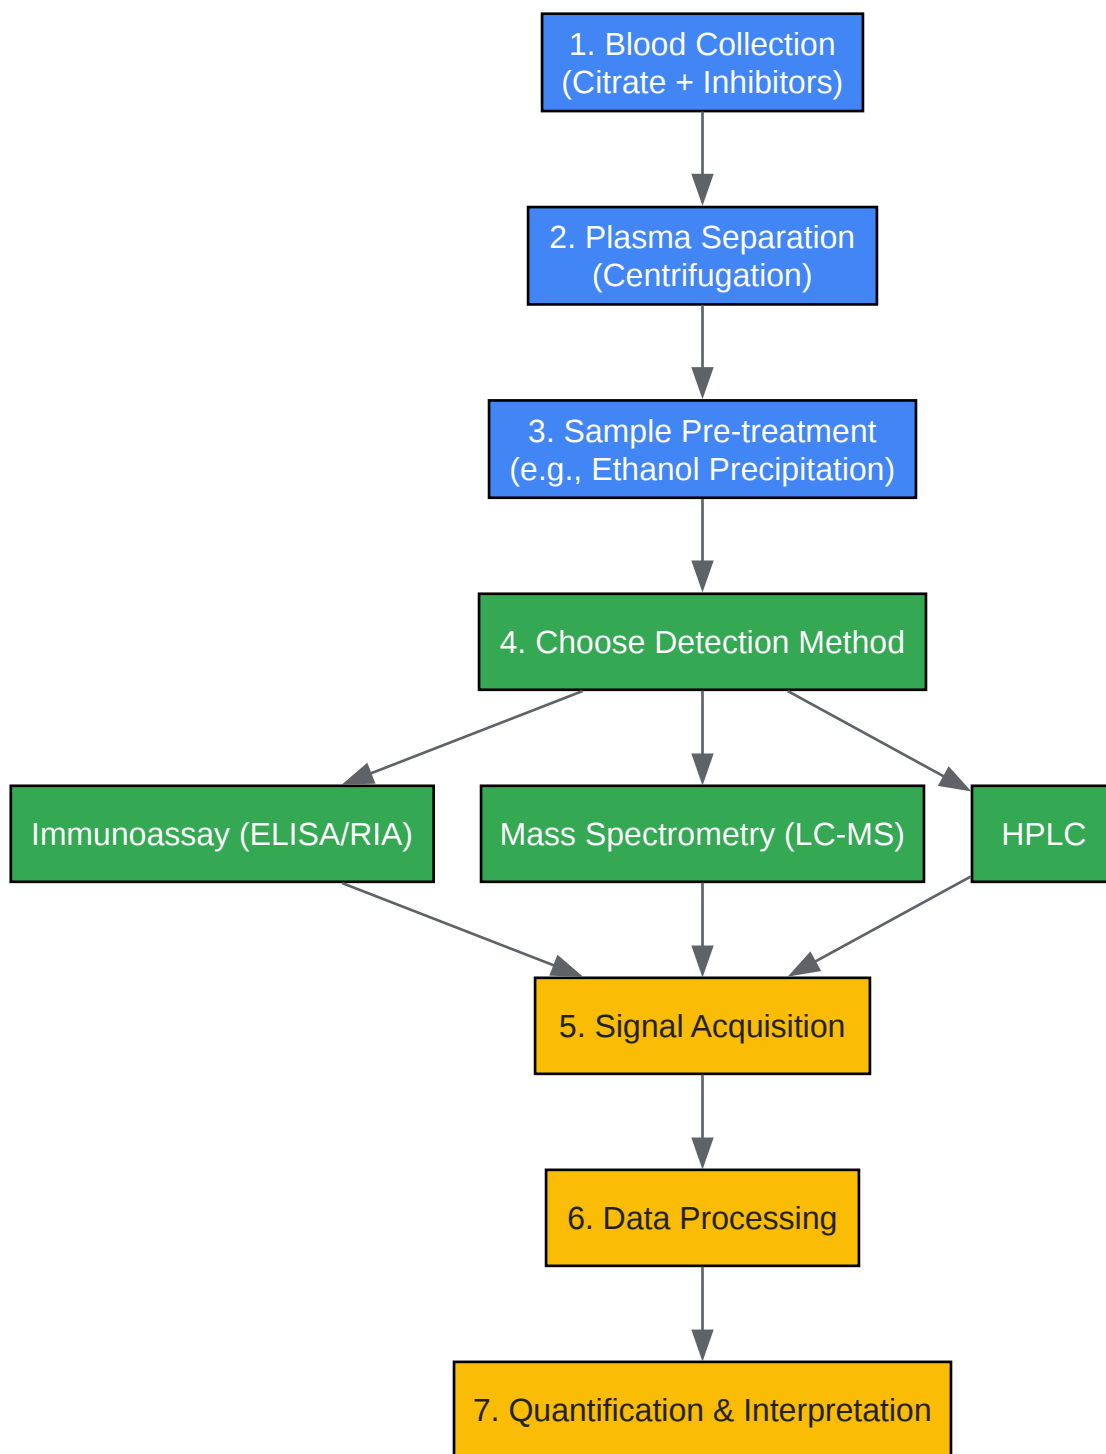 1. Blood Collection
(Citrate + Inhibitors)
2. Plasma Separation
(Centrifugation)
3. Sample Pre-treatment
(e.g., Ethanol Precipitation)
4. Choose Detection Method
Immunoassay (ELISA/RIA)
Mass Spectrometry (LC-MS)
HPLC
5. Signal Acquisition
6. Data Processing
7. Quantification & Interpretation